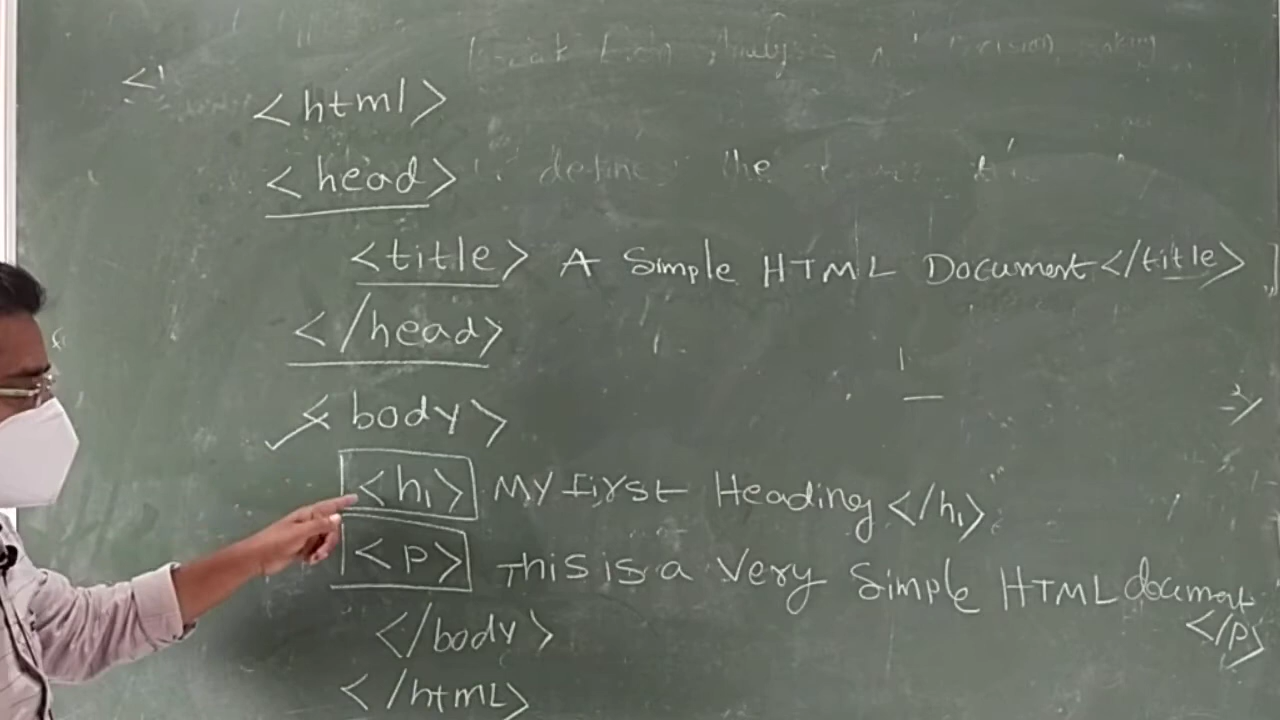 <html>
<head>
<title> A Simple HTML Document </title>
</head>
<body>
<h1> My first Heading </h1>
<p> This is a Very Simple HTML document
</p>
</body>
</html>